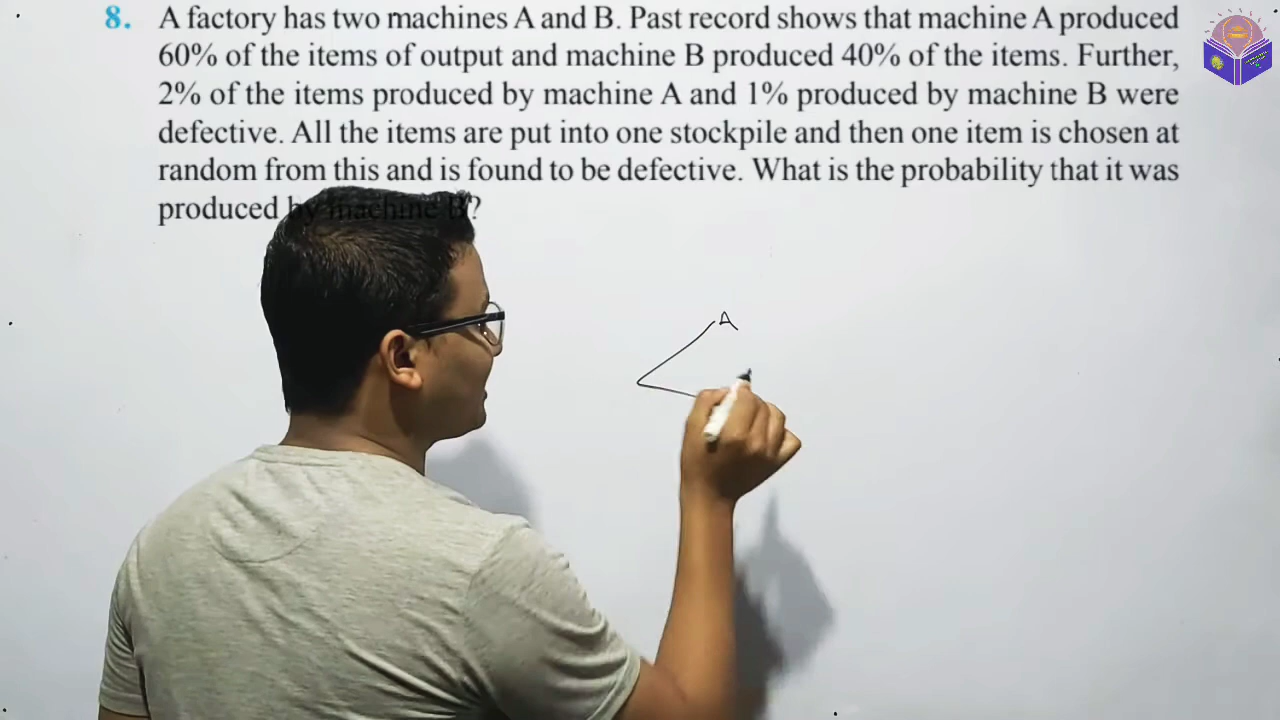 8. A factory has two machines A and B. Past record shows that machine A produced
60% of the items of output and machine B produced 40% of the items. Further,
2% of the items produced by machine A and 1% produced by machine B were
defective. All the items are put into one stockpile and then one item is chosen at
random from this and is found to be defective. What is the probability that it was
produced by machine B?
A